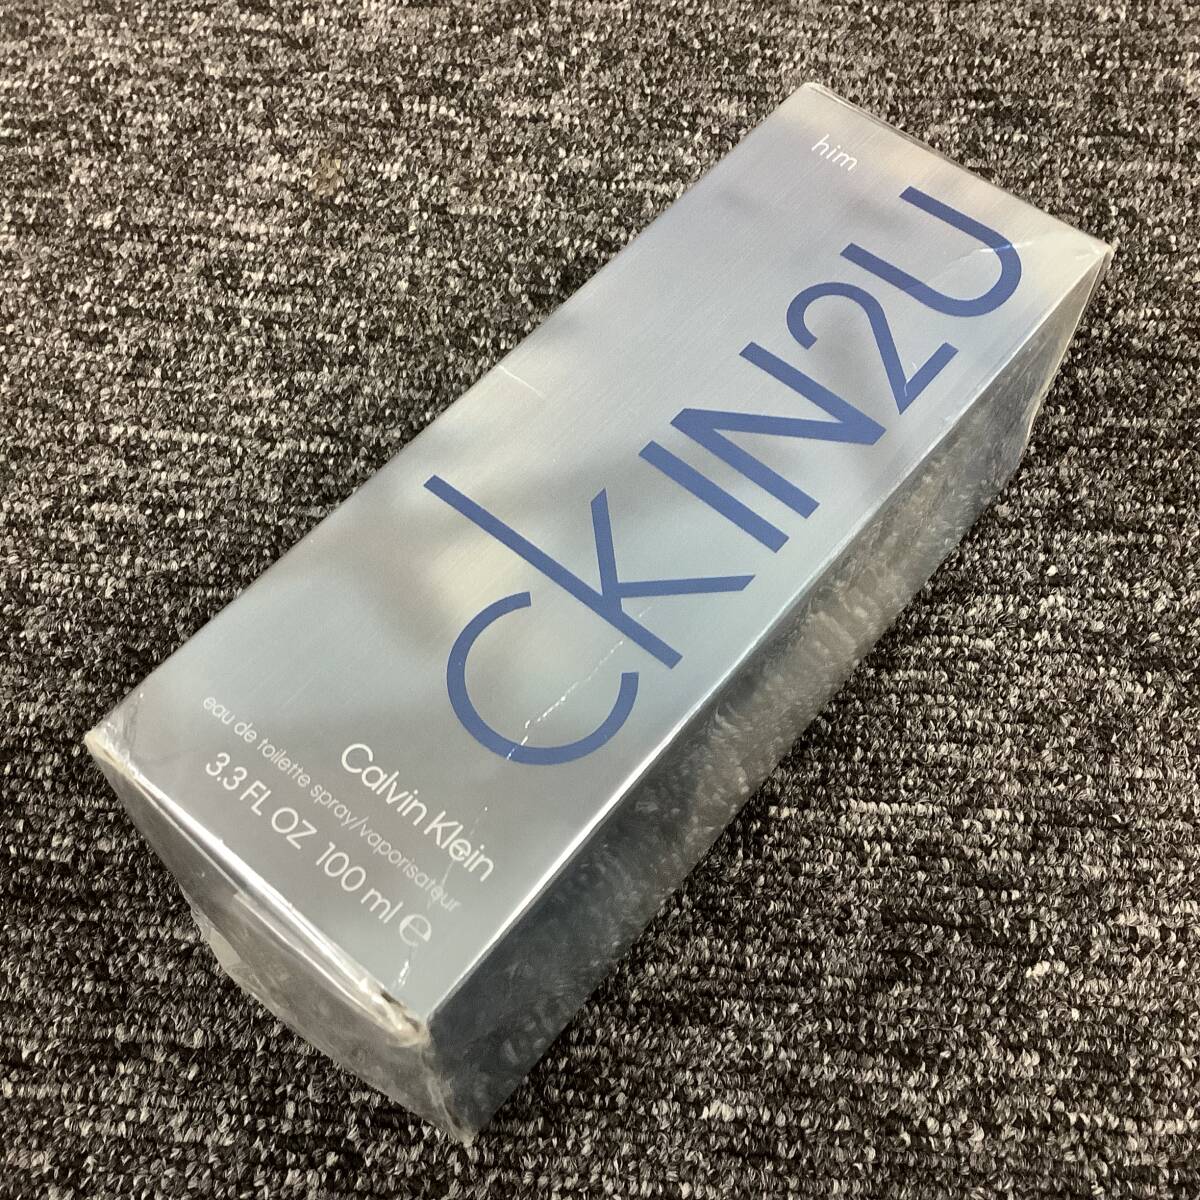 him
CKIN2U
Calvin Klein
eau de toilette spray/vaporisateur
3.3 FL OZ 100 ml ℮